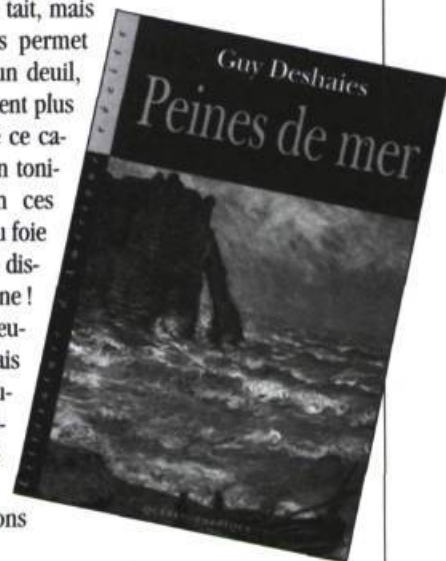 tait, mais
s permet
un deuil,
ent plus
ce ca-
n toni-
n ces
u foie
dis-
ne !
eu-
ais
u-
-
ons
Guy Deshaies
Peines de mer
QUÉBEC